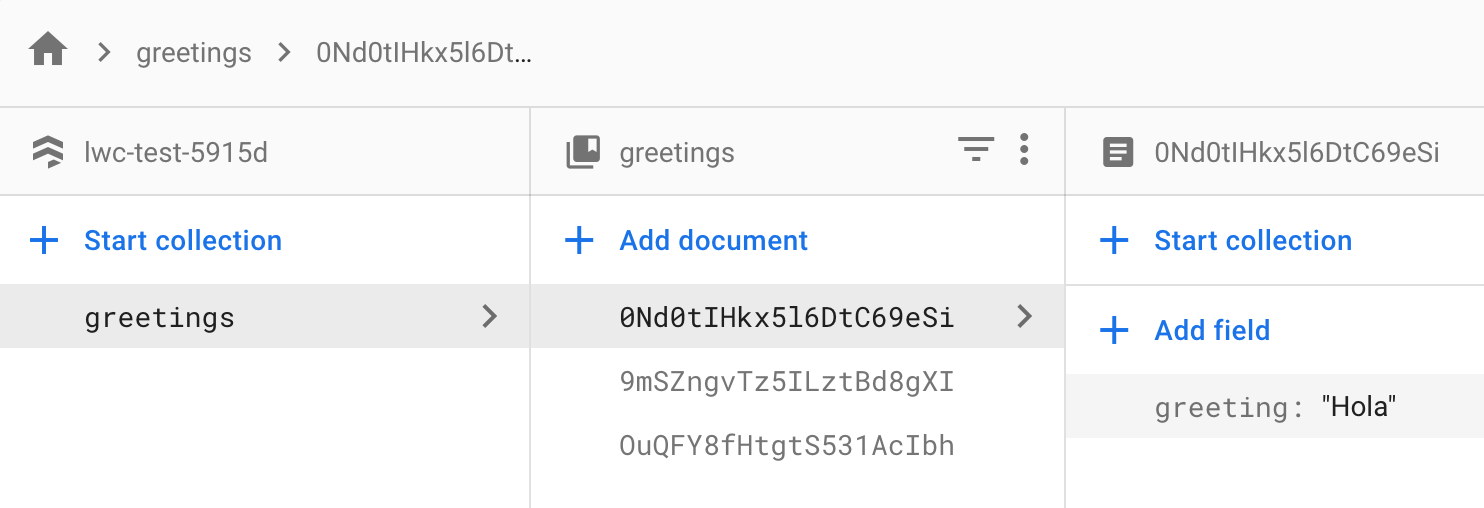 greetings 0Nd0tIHkx5l6Dt...
lwc-test-5915d
greetings
0Nd0tIHkx5l6DtC69eSi
Start collection
Add document
Start collection
greetings
0Nd0tIHkx5l6DtC69eSi
Add field
9mSZngvTz5ILztBd8gXI
greeting: "Hola"
OuQFY8fHtgtS531AcIbh